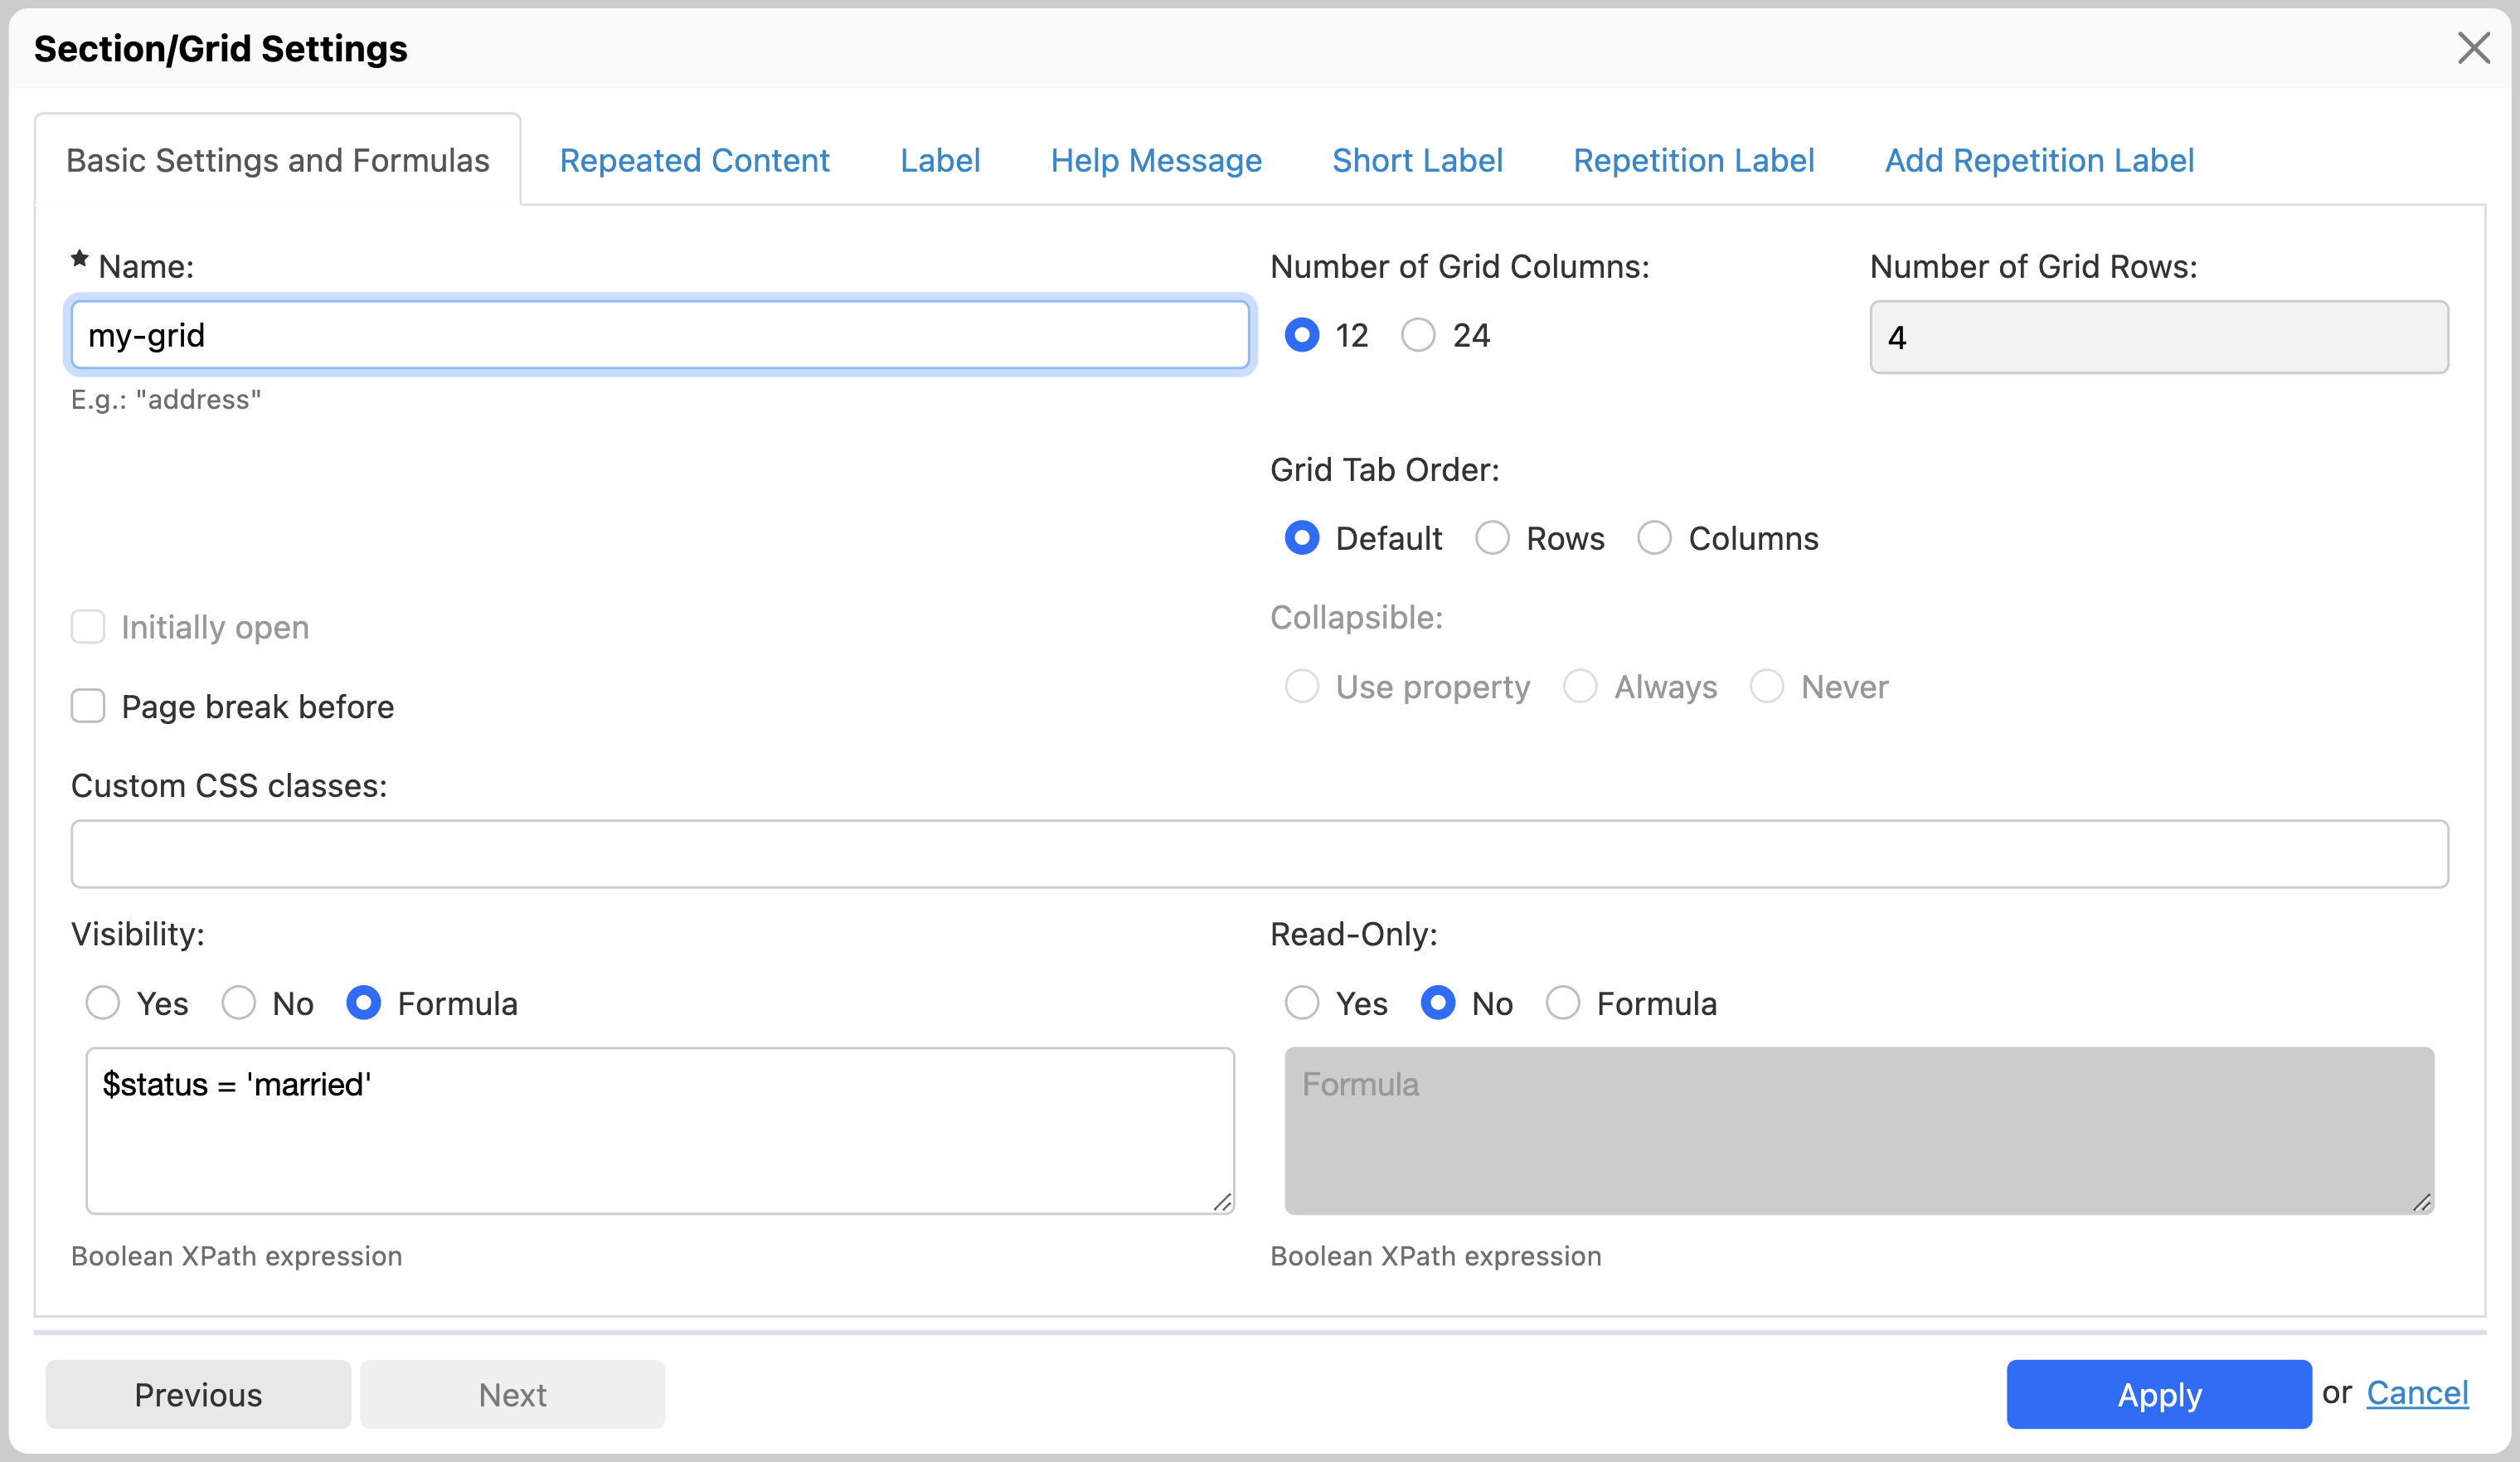 Section/Grid Settings
Basic Settings and Formulas Repeated Content Label Help Message Short Label Repetition Label Add Repetition Label
★ Name: Number of Grid Columns: Number of Grid Rows:
my-grid 12 24 4
E.g.: "address"
Grid Tab Order:
Default Rows Columns
Initially open Collapsible:
Use property Always Never
Page break before
Custom CSS classes:
Visibility: Read-Only:
Yes No Formula Yes No Formula
$status = 'married' Formula
Boolean XPath expression Boolean XPath expression
Previous Next Apply or Cancel